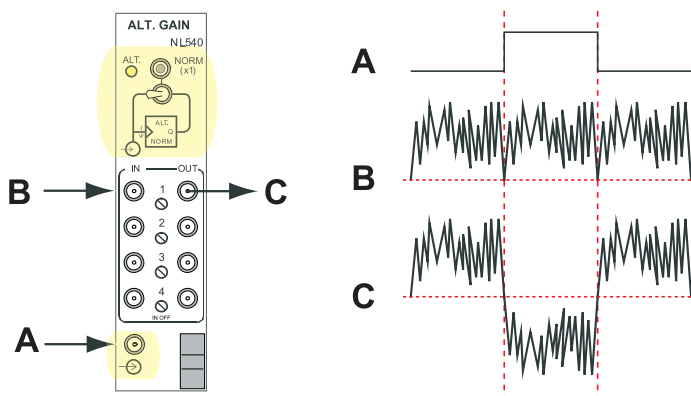 ALT. GAIN
NL540
ALT.
NORM
(x1)
ALT.
Q
NORM
IN
OUT
1
2
3
4
IN OFF
B
C
A
A
B
C